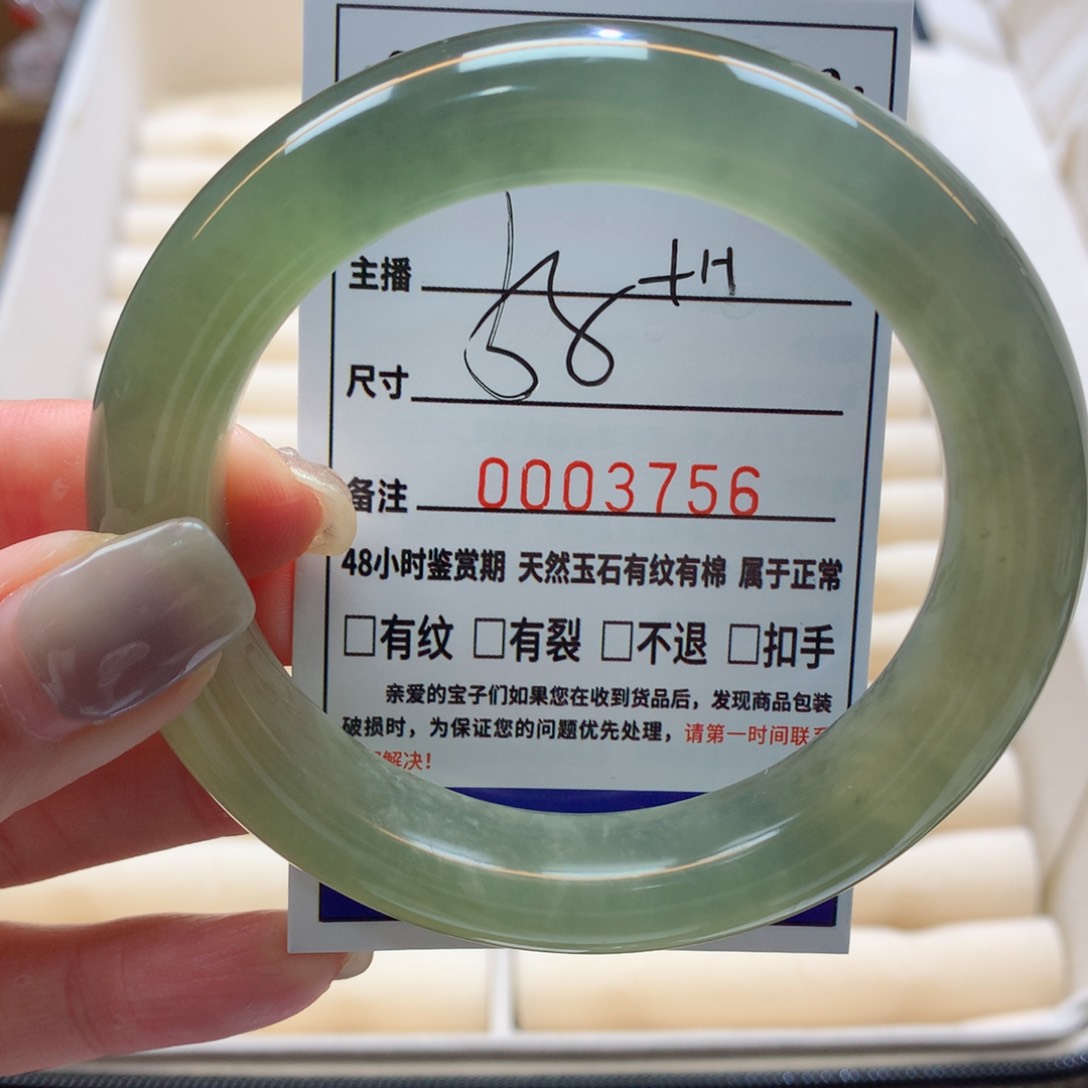 主播
58+H
尺寸
备注 0003756
48小时鉴赏期 天然玉石有纹有棉 属于正常
□有纹 □有裂 □不退 □扣手
亲爱的宝子们如果您在收到货品后，发现商品包装
破损时，为保证您的问题优先处理，请第一时间联系
解决！